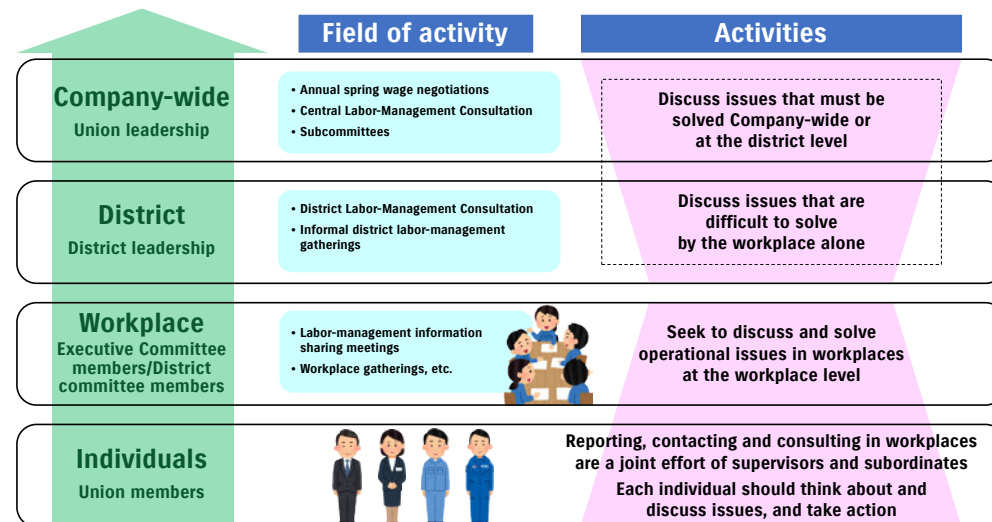 Field of activity
Activities
Company-wide
Union leadership
• Annual spring wage negotiations
• Central Labor-Management Consultation
• Subcommittees
Discuss issues that must be
solved Company-wide or
at the district level
District
District leadership
• District Labor-Management Consultation
• Informal district labor-management
gatherings
Discuss issues that are
difficult to solve
by the workplace alone
Workplace
Executive Committee
members/District
committee members
• Labor-management information
sharing meetings
• Workplace gatherings, etc.
Seek to discuss and solve
operational issues in workplaces
at the workplace level
Individuals
Union members
Reporting, contacting and consulting in workplaces
are a joint effort of supervisors and subordinates
Each individual should think about and
discuss issues, and take action